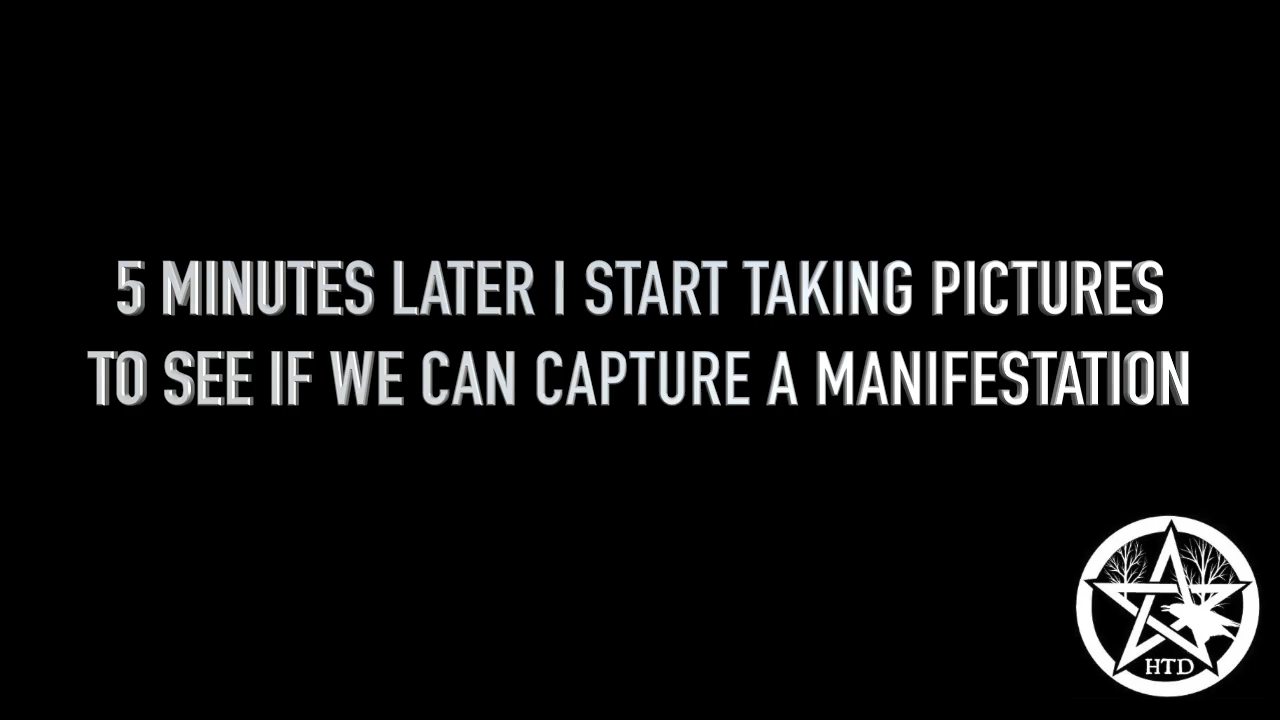 5 MINUTES LATER I START TAKING PICTURES
TO SEE IF WE CAN CAPTURE A MANIFESTATION
HTD